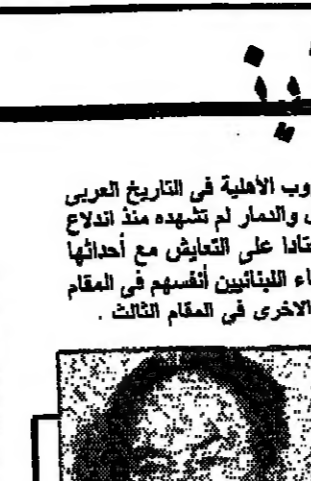 ين
وب الأهلية في التاريخ العربي
والدمار لم تشهده منذ اندلاع
تادا على التعايش مع أحداثها
اء اللبنانيين أنفسهم في المقام
الاخرى في المقام الثالث .